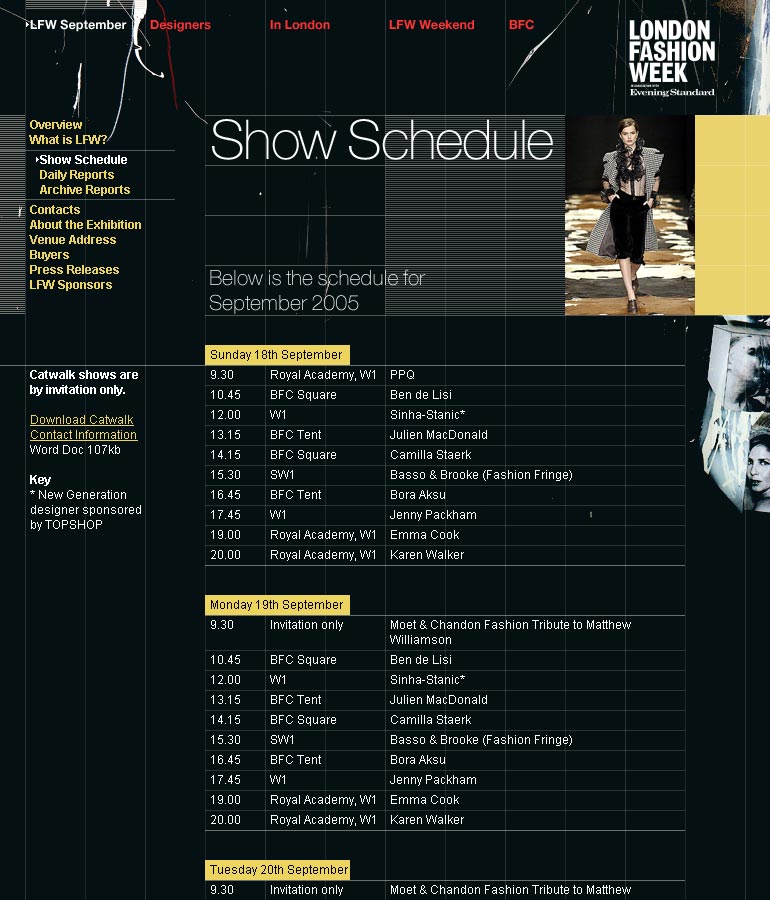 LFW September Designers In London LFW Weekend BFC
LONDON
FASHION
WEEK
IN ASSOCIATION WITH
Evening Standard
Overview
What is LFW?
Show Schedule
Daily Reports
Archive Reports
Contacts
About the Exhibition
Venue Address
Buyers
Press Releases
LFW Sponsors
Catwalk shows are
by invitation only.
Download Catwalk
Contact Information
Word Doc 107kb
Key
* New Generation
designer sponsored
by TOPSHOP
Show Schedule
Below is the schedule for
September 2005
Sunday 18th September
9.30 Royal Academy, W1 PPQ
10.45 BFC Square Ben de Lisi
12.00 W1 Sinha-Stanic*
13.15 BFC Tent Julien MacDonald
14.15 BFC Square Camilla Staerk
15.30 SW1 Basso & Brooke (Fashion Fringe)
16.45 BFC Tent Bora Aksu
17.45 W1 Jenny Packham
19.00 Royal Academy, W1 Emma Cook
20.00 Royal Academy, W1 Karen Walker
Monday 19th September
9.30 Invitation only Moet & Chandon Fashion Tribute to Matthew
Williamson
10.45 BFC Square Ben de Lisi
12.00 W1 Sinha-Stanic*
13.15 BFC Tent Julien MacDonald
14.15 BFC Square Camilla Staerk
15.30 SW1 Basso & Brooke (Fashion Fringe)
16.45 BFC Tent Bora Aksu
17.45 W1 Jenny Packham
19.00 Royal Academy, W1 Emma Cook
20.00 Royal Academy, W1 Karen Walker
Tuesday 20th September
9.30 Invitation only Moet & Chandon Fashion Tribute to Matthew